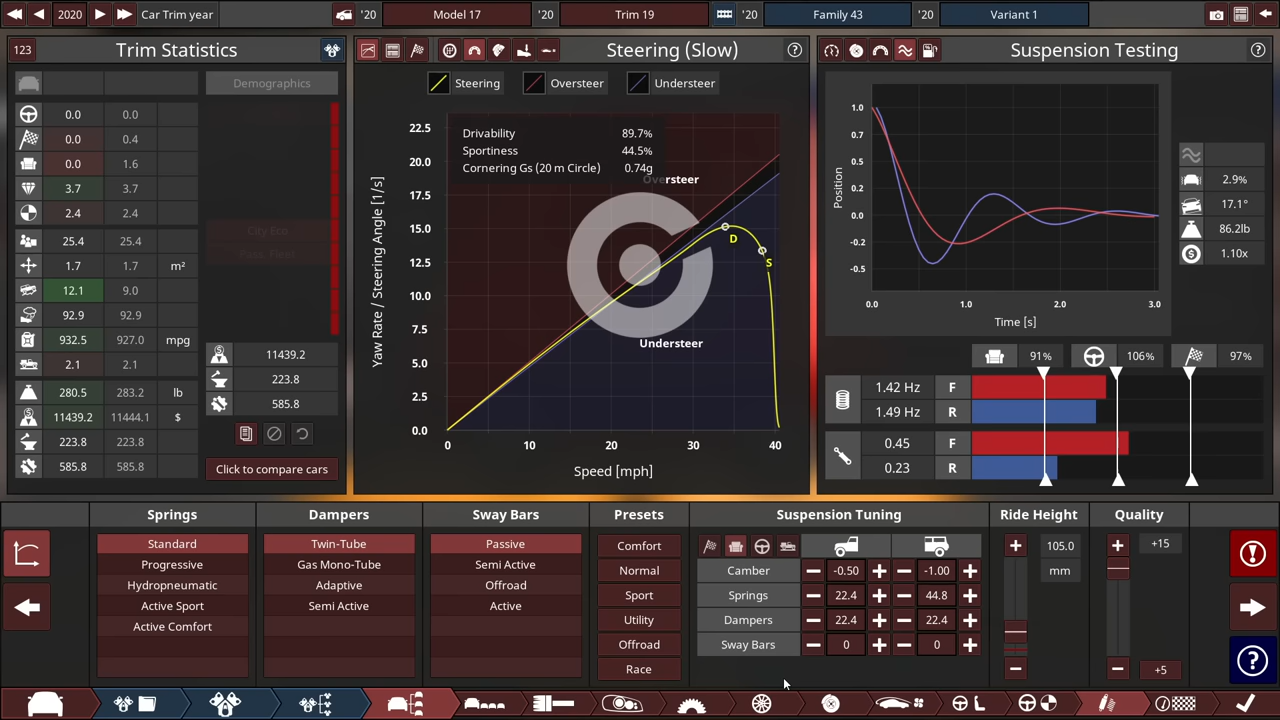 2020 Car Trim year '20 Model 17 '20 Trim 19 '20 Family 43 '20 Variant 1
123 Trim Statistics
Demographics
0.0 0.0
0.0 0.4
0.0 1.6
3.7 3.7
2.4 2.4
25.4 25.4
1.7 1.7 m²
12.1 9.0
92.9 92.9
932.5 927.0 mpg
2.1 2.1
280.5 283.2 lb
11439.2 11444.1 $
223.8 223.8
585.8 585.8
City Eco
11439.2
223.8
585.8
Click to compare cars
Steering (Slow) ?
Steering Oversteer Understeer
Drivability 89.7%
Sportiness 44.5%
Cornering Gs (20 m Circle) 0.74g
Oversteer
D
S
Understeer
Yaw Rate / Steering Angle [1/s]
22.5
20.0
17.5
15.0
12.5
10.0
7.5
5.0
2.5
0.0
0 10 20 30 40
Speed [mph]
Suspension Testing ?
Position
1.0
0.7
0.5
0.2
0.0
-0.2
-0.5
0.0 1.0 2.0 3.0
Time [s]
2.9%
17.1°
86.2lb
1.10x
91% 106% 97%
1.42 Hz F
1.49 Hz R
0.45 F
0.23 R
Springs
Standard
Progressive
Hydropneumatic
Active Sport
Active Comfort
Dampers
Twin-Tube
Gas Mono-Tube
Adaptive
Semi Active
Sway Bars
Passive
Semi Active
Offroad
Active
Presets
Comfort
Normal
Sport
Utility
Offroad
Race
Suspension Tuning
Camber -0.50 -1.00
Springs 22.4 44.8
Dampers 22.4 22.4
Sway Bars 0 0
Ride Height
105.0
mm
Quality
+15
+5
?